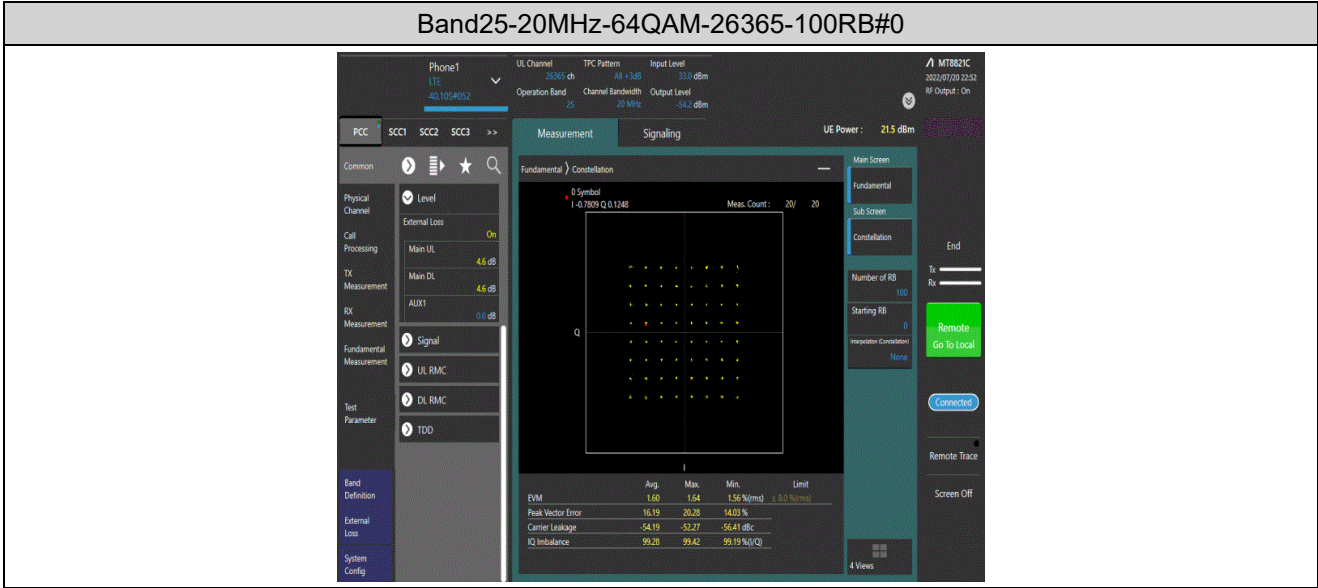 Band25-20MHz-64QAM-26365-100RB#0
Phone1
LTE
40.105#052
UL Channel TPC Pattern Input Level
26365 ch All +3dB 33.0 dBm
Operation Band Channel Bandwidth Output Level
25 20 MHz -54.2 dBm
MT8821C
2022/07/20 22:52
RF Output : On
PCC SCC1 SCC2 SCC3 >>
Measurement Signaling UE Power : 21.5 dBm
Common
Physical
Channel
Call
Processing
TX
Measurement
RX
Measurement
Fundamental
Measurement
Test
Parameter
Band
Definition
External
Loss
System
Config
Level
External Loss
On
Main UL
4.6 dB
Main DL
4.6 dB
AUX1
0.0 dB
Signal
UL RMC
DL RMC
TDD
Fundamental Constellation
0 Symbol
I -0.7809 Q 0.1248 Meas. Count : 20/ 20
Q
I
Avg. Max. Min. Limit
EVM 1.60 1.64 1.56 %(rms) ≤ 8.0 %(rms)
Peak Vector Error 16.19 20.28 14.03 %
Carrier Leakage -54.19 -52.27 -56.41 dBc
IQ Imbalance 99.28 99.42 99.19 %(I/Q)
Main Screen
Fundamental
Sub Screen
Constellation
Number of RB
100
Starting RB
0
Interpolation (Constellation)
None
4 Views
End
Tx
Rx
Remote
Go To Local
Connected
Remote Trace
Screen Off